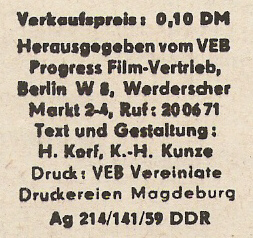 Verkaufspreis: 0,10 DM
Herausgegeben vom VEB
Progress Film-Vertrieb,
Berlin W 8, Werderscher
Markt 2-4, Ruf: 200671
Text und Gestaltung:
H. Korf, K.-H. Kunze
Druck: VEB Vereinigte
Druckereien Magdeburg
Ag 214/141/59 DDR